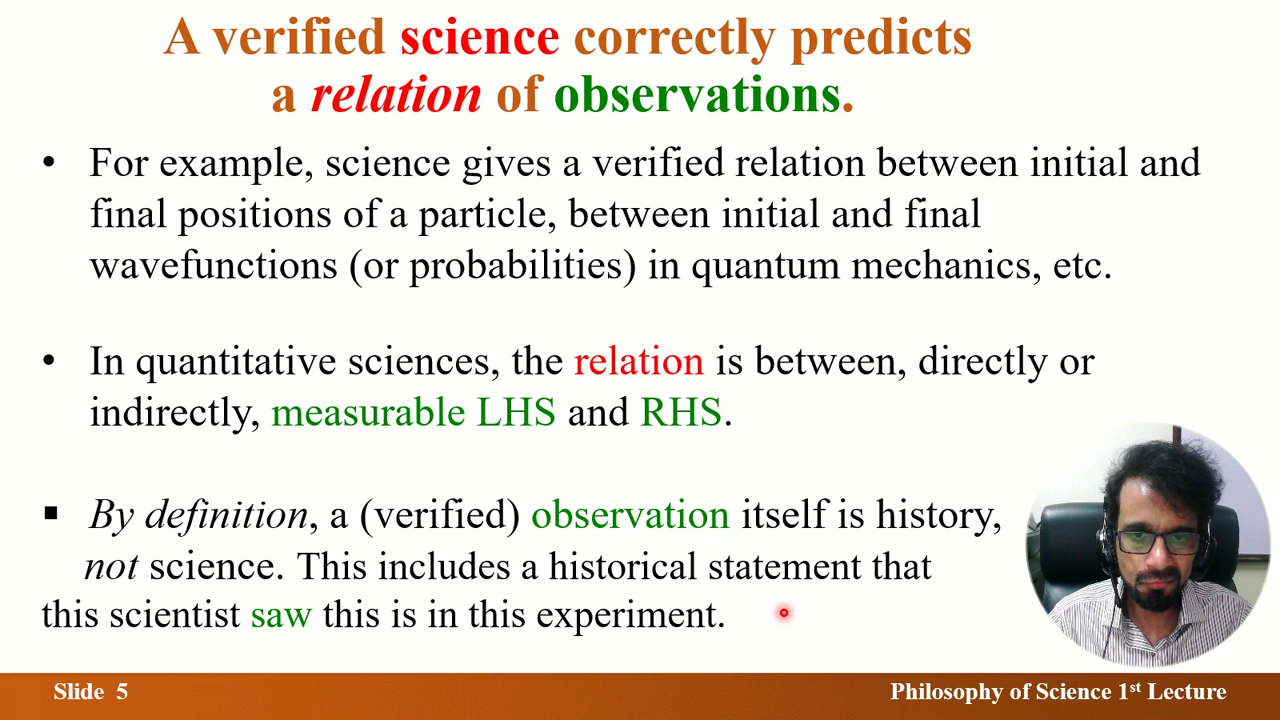 A verified science correctly predicts
a relation of observations.
• For example, science gives a verified relation between initial and
final positions of a particle, between initial and final
wavefunctions (or probabilities) in quantum mechanics, etc.
• In quantitative sciences, the relation is between, directly or
indirectly, measurable LHS and RHS.
▪ By definition, a (verified) observation itself is history,
not science. This includes a historical statement that
this scientist saw this is in this experiment.
Slide 5
Philosophy of Science 1st Lecture